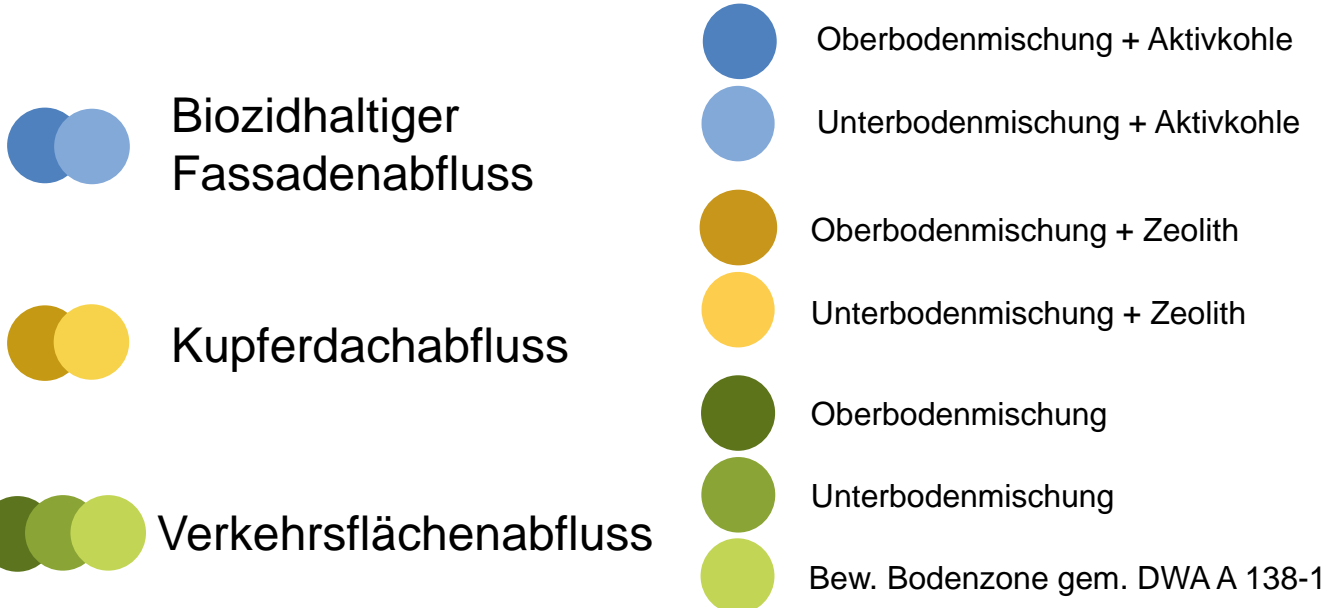 Biozidhaltiger
Fassadenabfluss
Kupferdachabfluss
Verkehrsflächenabfluss
Oberbodenmischung + Aktivkohle
Unterbodenmischung + Aktivkohle
Oberbodenmischung + Zeolith
Unterbodenmischung + Zeolith
Oberbodenmischung
Unterbodenmischung
Bew. Bodenzone gem. DWA A 138-1